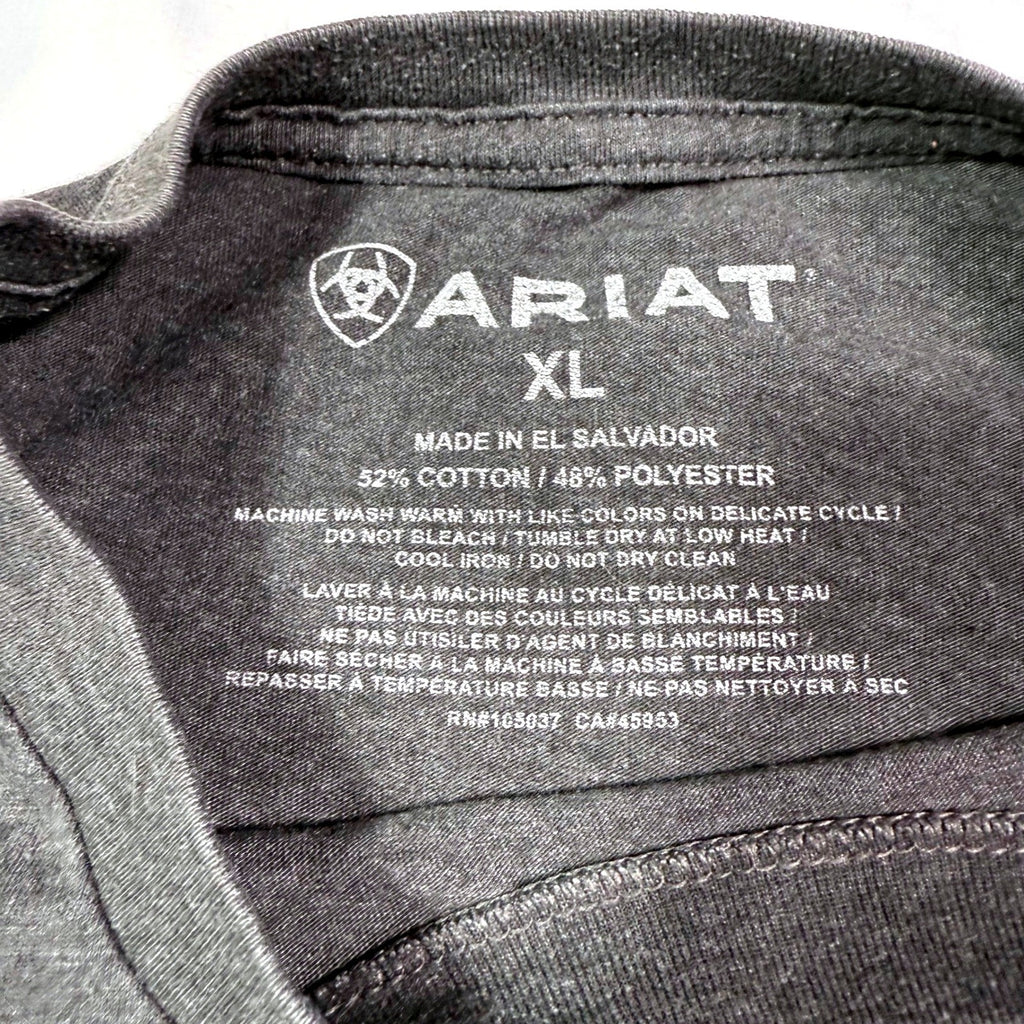 ARIAT
XL
MADE IN EL SALVADOR
52% COTTON / 48% POLYESTER
MACHINE WASH WARM WITH LIKE COLORS ON DELICATE CYCLE /
DO NOT BLEACH / TUMBLE DRY AT LOW HEAT /
COOL IRON / DO NOT DRY CLEAN
LAVER À LA MACHINE AU CYCLE DÉLICAT À L'EAU
TIÈDE AVEC DES COULEURS SEMBLABLES /
NE PAS UTISILER D'AGENT DE BLANCHIMENT /
FAIRE SÉCHER À LA MACHINE À BASSE TEMPÉRATURE /
REPASSER À TEMPÉRATURE BASSE / NE PAS NETTOYER À SEC
RN#105037 CA#45953